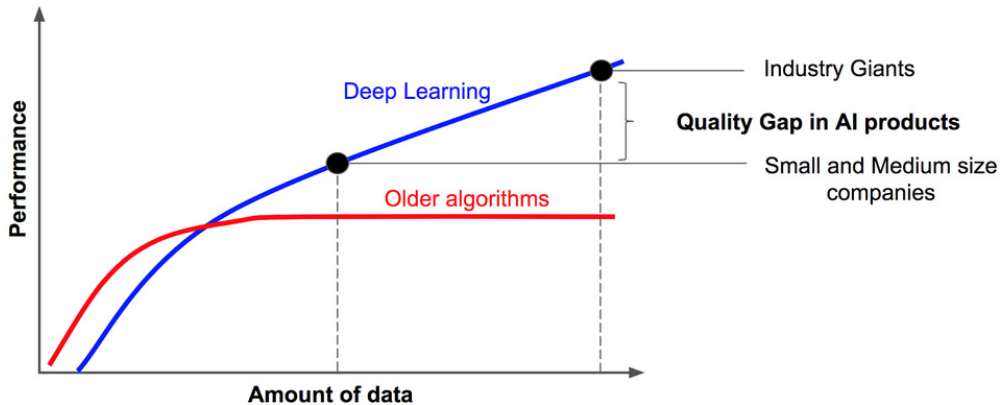 Industry Giants
Deep Learning
Quality Gap in AI products
Small and Medium size
companies
Older algorithms
Performance
Amount of data